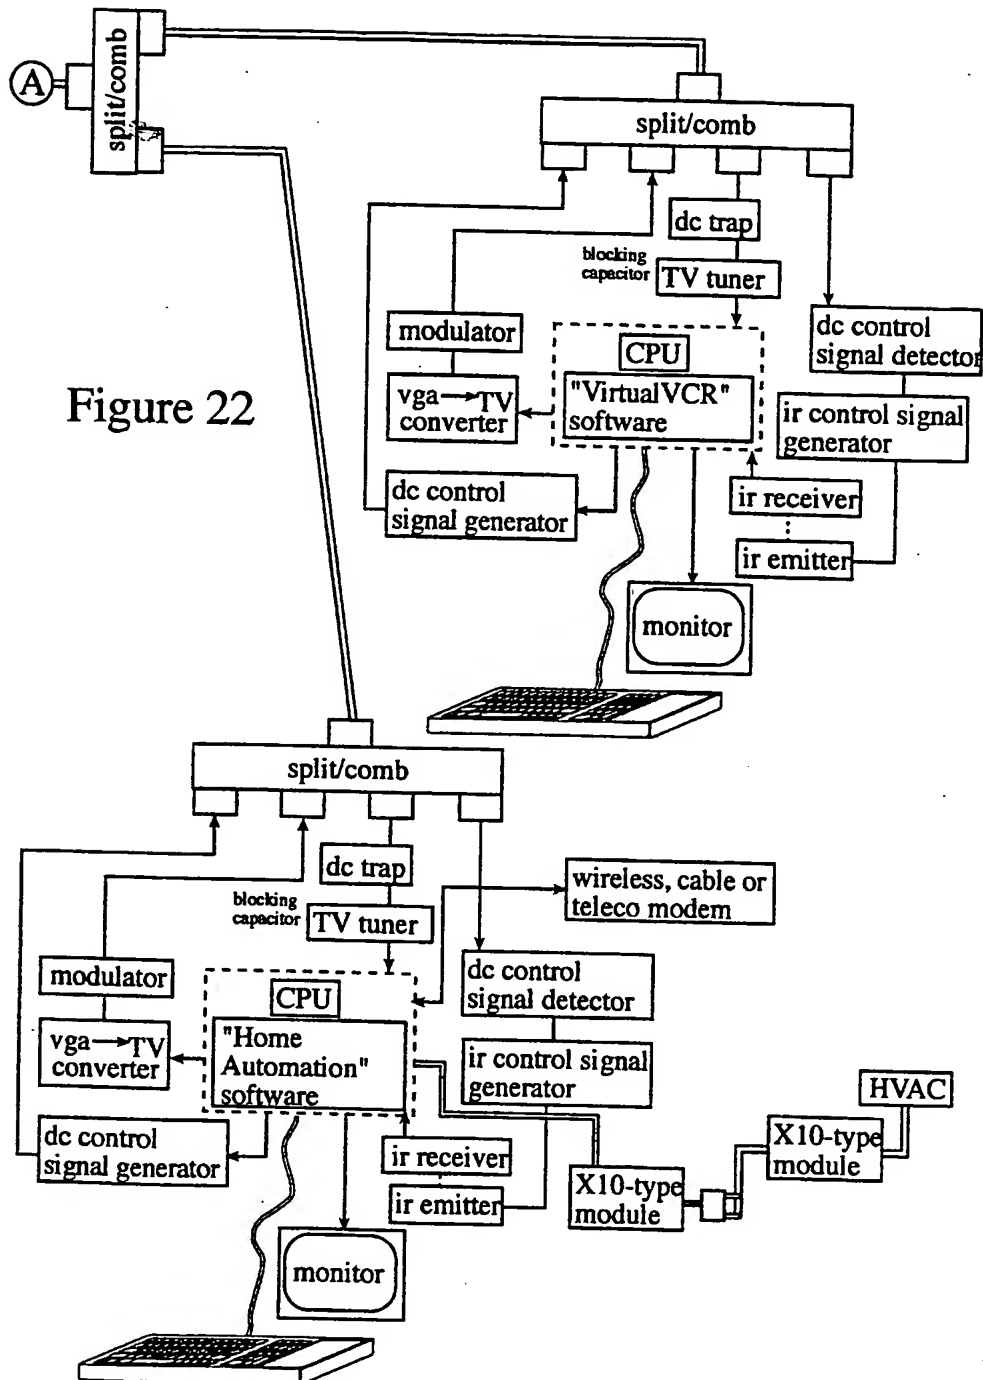 A
split/comb
split/comb
dc trap
blocking
capacitor
TV tuner
modulator
CPU
dc control
signal detector
Figure 22
vga → TV
converter
"VirtualVCR"
software
ir control signal
generator
dc control
signal generator
ir receiver
ir emitter
monitor
split/comb
dc trap
wireless, cable or
teleco modem
blocking
capacitor
TV tuner
modulator
CPU
dc control
signal detector
vga → TV
converter
"Home
Automation"
software
ir control signal
generator
HVAC
dc control
signal generator
ir receiver
X10-type
module
ir emitter
X10-type
module
monitor